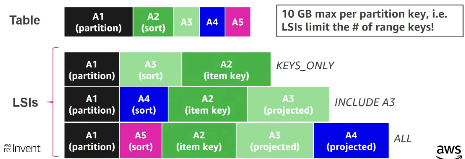 Table
A1
(partition)
A2
(sort)
A3
A4
A5
10 GB max per partition key, i.e.
LSIs limit the # of range keys!
LSIs
A1
(partition)
A3
(sort)
A2
(item key)
KEYS_ONLY
A1
(partition)
A4
(sort)
A2
(item key)
A3
(projected)
INCLUDE A3
A1
(partition)
A5
(sort)
A2
(item key)
A3
(projected)
A4
(projected)
ALL
aws
re:Invent
aws